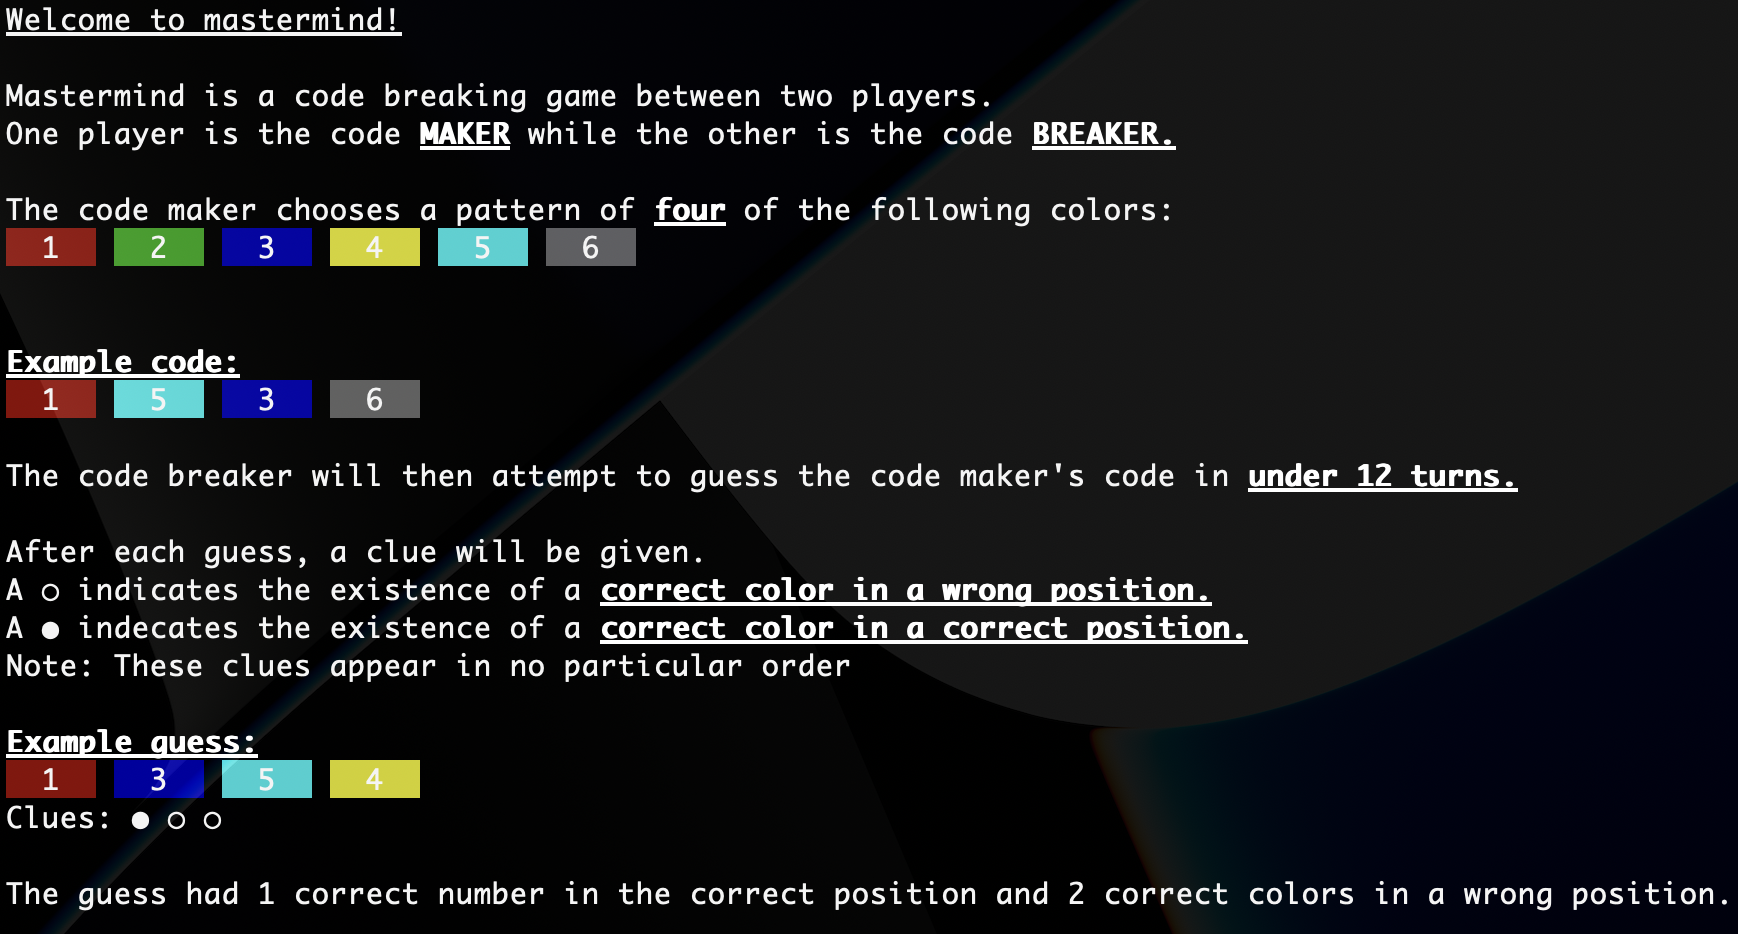 Welcome to mastermind!
Mastermind is a code breaking game between two players.
One player is the code MAKER while the other is the code BREAKER.
The code maker chooses a pattern of four of the following colors:
1 2 3 4 5 6
Example code:
1 5 3 6
The code breaker will then attempt to guess the code maker's code in under 12 turns.
After each guess, a clue will be given.
A ○ indicates the existence of a correct color in a wrong position.
A ● indecates the existence of a correct color in a correct position.
Note: These clues appear in no particular order
Example guess:
1 3 5 4
Clues: ● ○ ○
The guess had 1 correct number in the correct position and 2 correct colors in a wrong position.